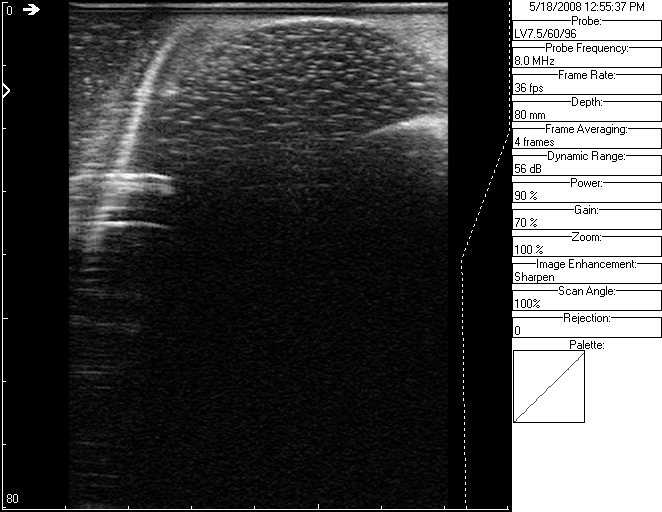 0
80
5/18/2008 12:55:37 PM
Probe:
LV7.5/60/96
Probe Frequency:
8.0 MHz
Frame Rate:
36 fps
Depth:
80 mm
Frame Averaging:
4 frames
Dynamic Range:
56 dB
Power:
90 %
Gain:
70 %
Zoom:
100 %
Image Enhancement:
Sharpen
Scan Angle:
100%
Rejection:
0
Palette: